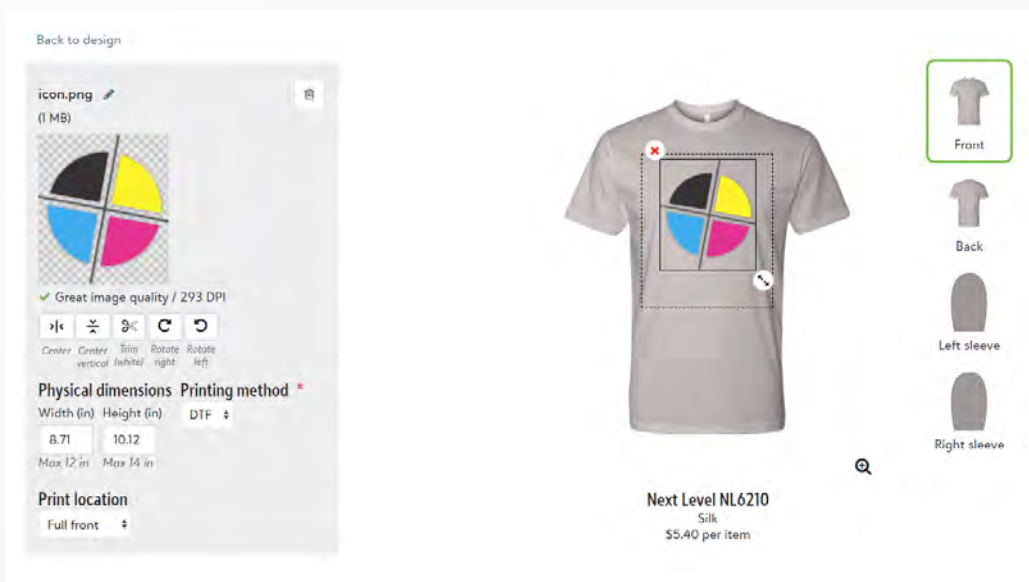 Back to design
icon.png
(1 MB)
Great image quality / 293 DPI
Center
Center vertical
Trim (white)
Rotate right
Rotate left
Physical dimensions
Printing method *
Width (in)
Height (in)
DTF
8.71
10.12
Max 12 in
Max 14 in
Print location
Full front
Next Level NL6210
Silk
$5.40 per item
Front
Back
Left sleeve
Right sleeve